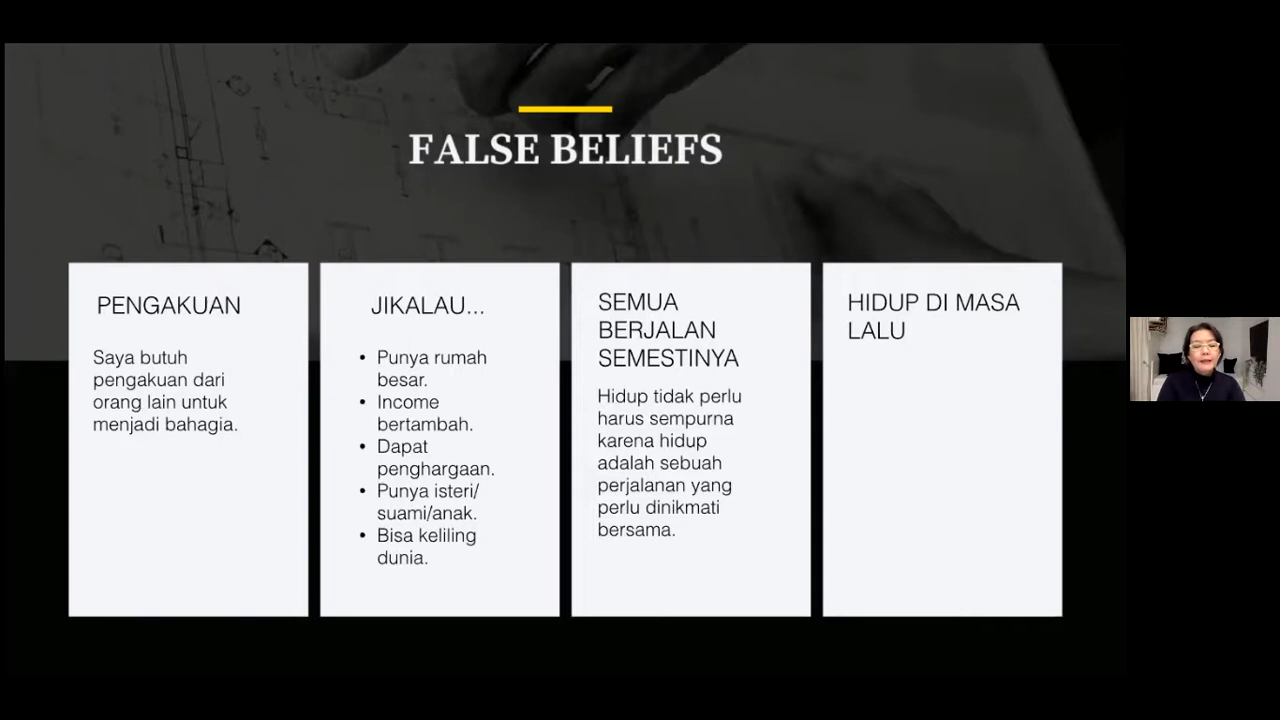 FALSE BELIEFS
PENGAKUAN
Saya butuh
pengakuan dari
orang lain untuk
menjadi bahagia.
JIKALAU...
• Punya rumah
besar.
• Income
bertambah.
• Dapat
penghargaan.
• Punya isteri/
suami/anak.
• Bisa keliling
dunia.
SEMUA
BERJALAN
SEMESTINYA
Hidup tidak perlu
harus sempurna
karena hidup
adalah sebuah
perjalanan yang
perlu dinikmati
bersama.
HIDUP DI MASA
LALU